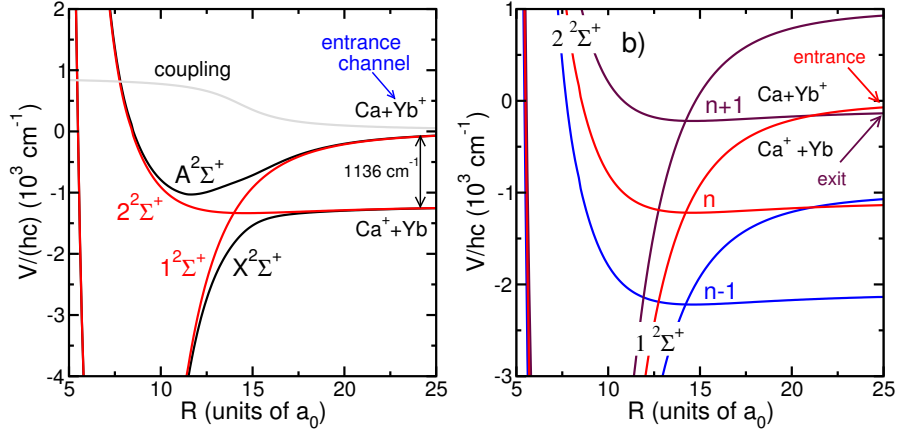 2
1
0
-1
-2
-3
-4
5
10
15
20
25
V/(hc) (10³ cm⁻¹)
R (units of a₀)
coupling
entrance
channel
Ca+Yb⁺
1136 cm⁻¹
A²Σ⁺
2²Σ⁺
Ca⁺+Yb
1²Σ⁺
X²Σ⁺
1
0
-1
-2
-3
5
10
15
20
25
V/hc (10³ cm⁻¹)
R (units of a₀)
2 ²Σ⁺
b)
entrance
n+1
Ca+Yb⁺
Ca⁺ +Yb
exit
n
n-1
1 ²Σ⁺